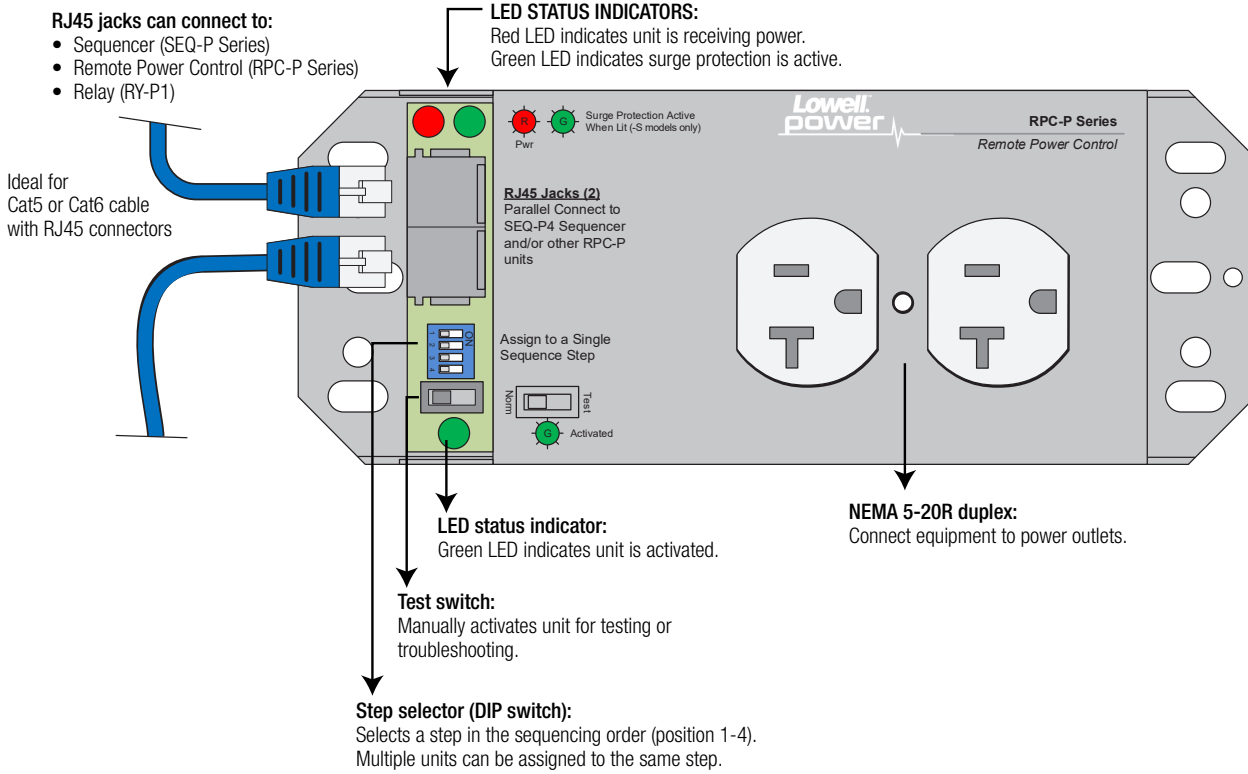 RJ45 jacks can connect to:
• Sequencer (SEQ-P Series)
• Remote Power Control (RPC-P Series)
• Relay (RY-P1)
LED STATUS INDICATORS:
Red LED indicates unit is receiving power.
Green LED indicates surge protection is active.
Ideal for
Cat5 or Cat6 cable
with RJ45 connectors
R
Pwr
G
Surge Protection Active
When Lit (-S models only)
Lowell.
power
RPC-P Series
Remote Power Control
RJ45 Jacks (2)
Parallel Connect to
SEQ-P4 Sequencer
and/or other RPC-P
units
ON
1
2
3
4
Assign to a Single
Sequence Step
Norm
Test
G
Activated
LED status indicator:
Green LED indicates unit is activated.
NEMA 5-20R duplex:
Connect equipment to power outlets.
Test switch:
Manually activates unit for testing or
troubleshooting.
Step selector (DIP switch):
Selects a step in the sequencing order (position 1-4).
Multiple units can be assigned to the same step.